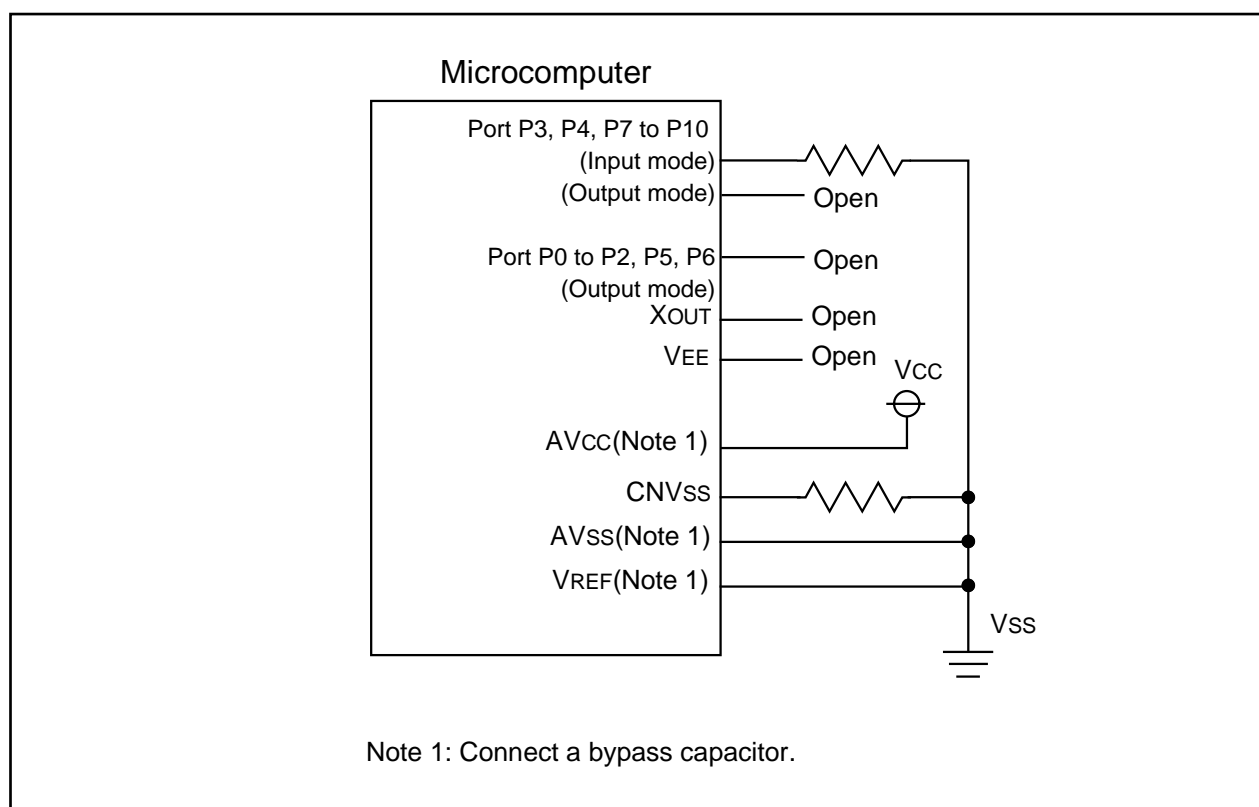 Microcomputer
Port P3, P4, P7 to P10
(Input mode)
(Output mode)
Open
Port P0 to P2, P5, P6
Open
(Output mode)
XOUT
Open
VEE
Open
VCC
AVCC(Note 1)
CNVSS
AVSS(Note 1)
VREF(Note 1)
VSS
Note 1: Connect a bypass capacitor.